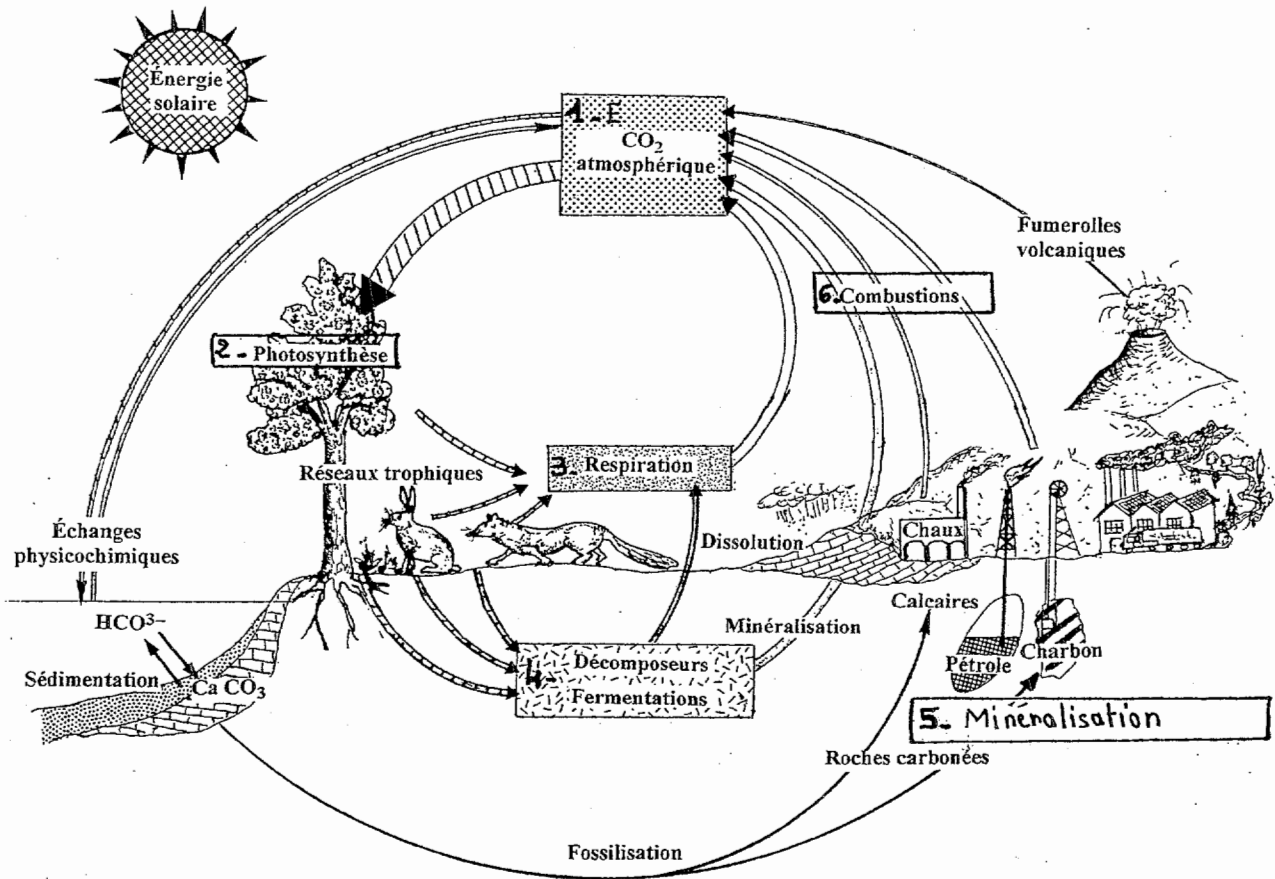 Énergie
solaire
1-E
CO₂
atmosphérique
Fumerolles
volcaniques
6. Combustions
2- Photosynthèse
Réseaux trophiques
3- Respiration
Échanges
physicochimiques
Dissolution
Chaux
HCO³⁻
Calcaires
Minéralisation
Sédimentation
Ca CO₃
4-
Décomposeurs
Fermentations
Pétrole
Charbon
5- Minéralisation
Roches carbonées
Fossilisation